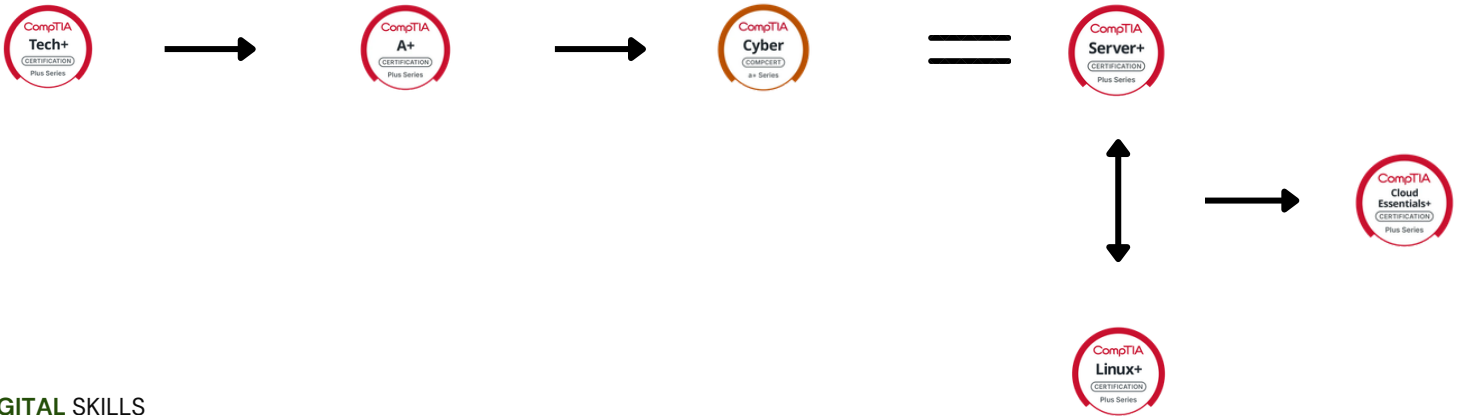 CompTIA
Tech+
CERTIFICATION
Plus Series
CompTIA
A+
CERTIFICATION
Plus Series
CompTIA
Cyber
COMPCERT
a+ Series
CompTIA
Server+
CERTIFICATION
Plus Series
CompTIA
Cloud
Essentials+
CERTIFICATION
Plus Series
CompTIA
Linux+
CERTIFICATION
Plus Series
GITAL SKILLS